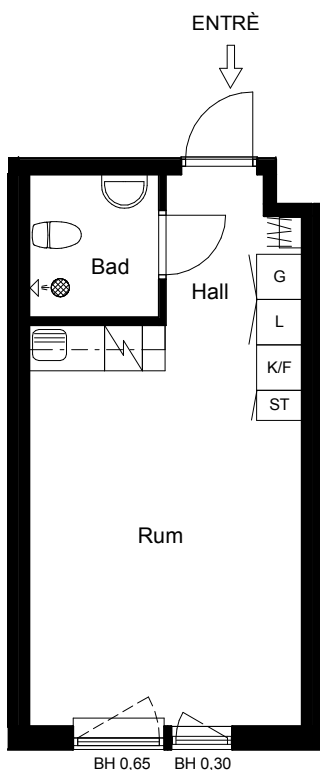 ENTRÈ
Bad
Hall
G
L
K/F
ST
Rum
BH 0,65 BH 0,30